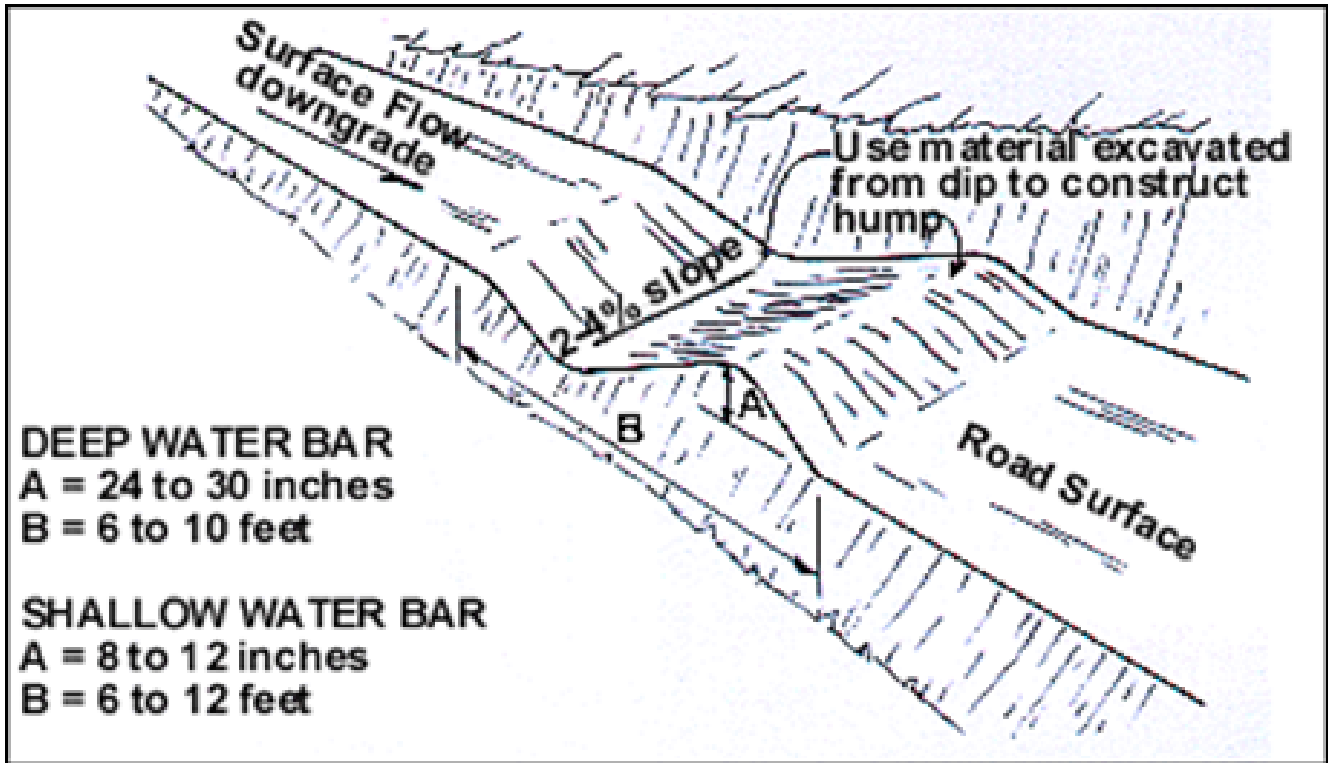 Surface Flow
downgrade
Use material excavated
from dip to construct
hump
2-4% slope
A
B
Road Surface
DEEP WATER BAR
A = 24 to 30 inches
B = 6 to 10 feet
SHALLOW WATER BAR
A = 8 to 12 inches
B = 6 to 12 feet